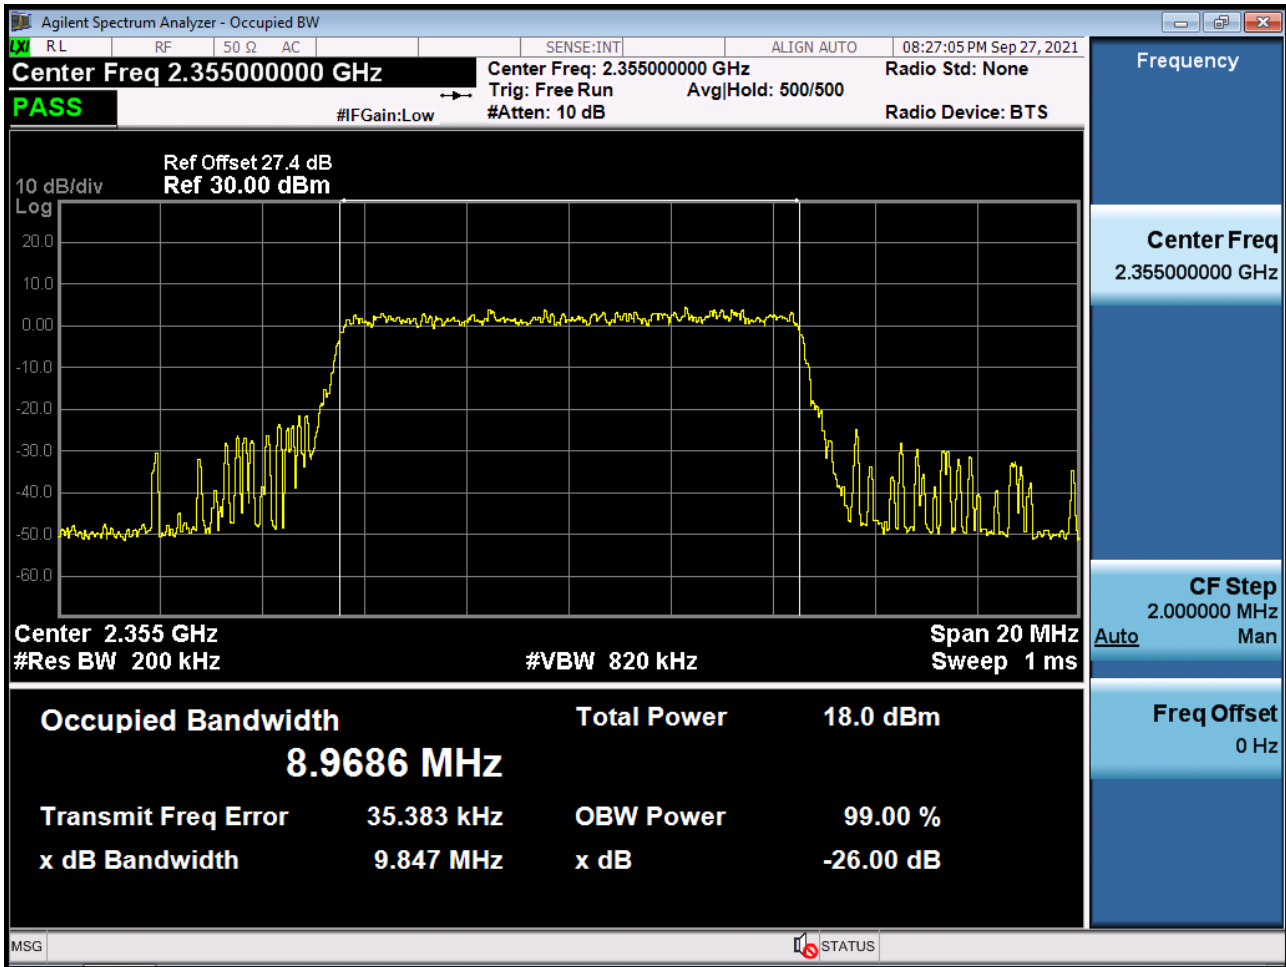 Agilent Spectrum Analyzer - Occupied BW
LXI RL RF 50 Ω AC SENSE:INT ALIGN AUTO 08:27:05 PM Sep 27, 2021
Center Freq 2.355000000 GHz
PASS
#IFGain:Low
Center Freq: 2.355000000 GHz
Trig: Free Run Avg|Hold: 500/500
#Atten: 10 dB
Radio Std: None
Radio Device: BTS
Ref Offset 27.4 dB
10 dB/div Ref 30.00 dBm
Log
20.0
10.0
0.00
-10.0
-20.0
-30.0
-40.0
-50.0
-60.0
Center 2.355 GHz Span 20 MHz
#Res BW 200 kHz #VBW 820 kHz Sweep 1 ms
Occupied Bandwidth Total Power 18.0 dBm
8.9686 MHz
Transmit Freq Error 35.383 kHz OBW Power 99.00 %
x dB Bandwidth 9.847 MHz x dB -26.00 dB
Frequency
Center Freq
2.355000000 GHz
CF Step
2.000000 MHz
Auto Man
Freq Offset
0 Hz
MSG STATUS